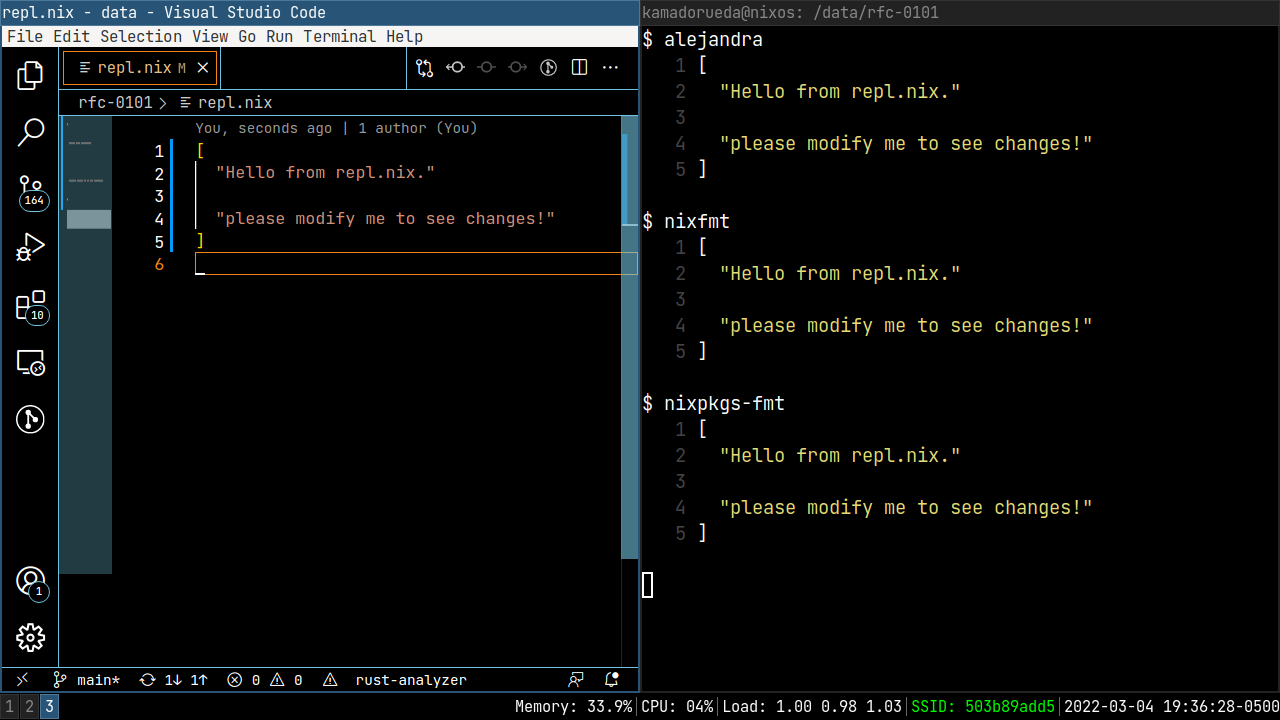 repl.nix - data - Visual Studio Code
File Edit Selection View Go Run Terminal Help
repl.nix M
rfc-0101 > repl.nix
You, seconds ago | 1 author (You)
1 [
2 "Hello from repl.nix."
3
4 "please modify me to see changes!"
5 ]
6
164
10
1
main* 1↓ 1↑ 0 0 rust-analyzer
kamadorueda@nixos: /data/rfc-0101
$ alejandra
1 [
2 "Hello from repl.nix."
3
4 "please modify me to see changes!"
5 ]
$ nixfmt
1 [
2 "Hello from repl.nix."
3
4 "please modify me to see changes!"
5 ]
$ nixpkgs-fmt
1 [
2 "Hello from repl.nix."
3
4 "please modify me to see changes!"
5 ]
1 2 3 Memory: 33.9%|CPU: 04%|Load: 1.00 0.98 1.03|SSID: 503b89add5|2022-03-04 19:36:28-0500